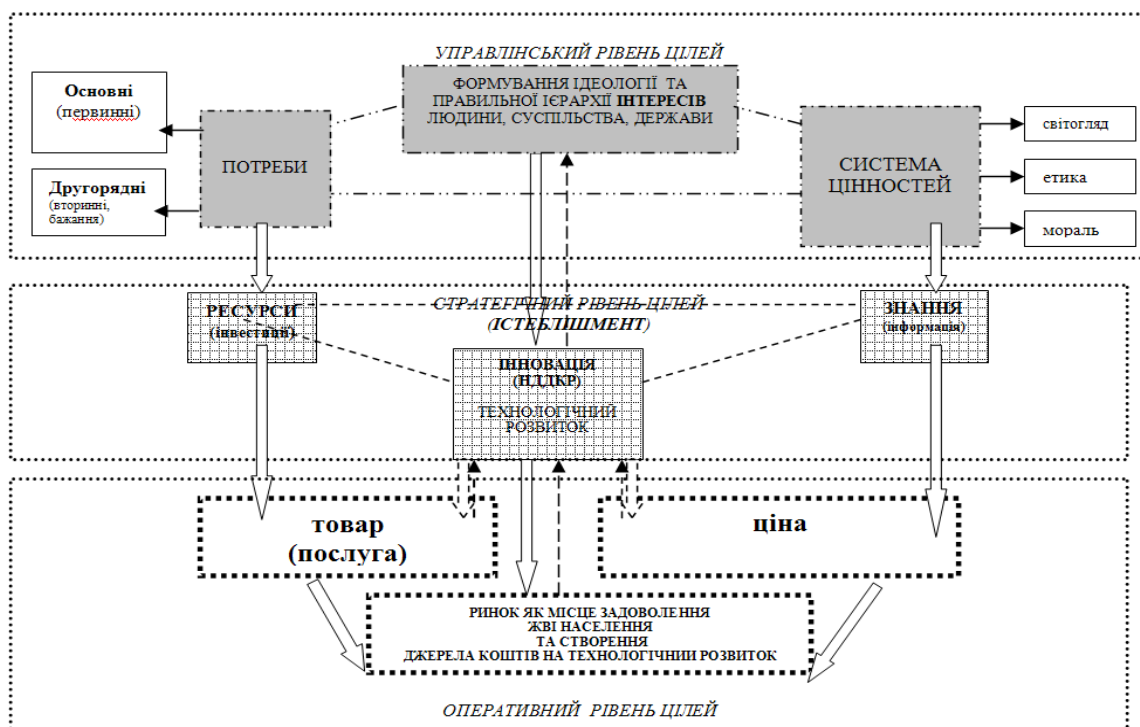 УПРАВЛІНСЬКИЙ РІВЕНЬ ЦІЛЕЙ
Основні
(первинні)
Другорядні
(вторинні,
бажання)
ПОТРЕБИ
ФОРМУВАННЯ ІДЕОЛОГІЇ ТА
ПРАВИЛЬНОЇ ІЄРАРХІЇ ІНТЕРЕСІВ
ЛЮДИНИ, СУСПІЛЬСТВА, ДЕРЖАВИ
СИСТЕМА
ЦІННОСТЕЙ
світогляд
етика
мораль
СТРАТЕГІЧНИЙ РІВЕНЬ ЦІЛЕЙ
(ІСТЕБЛІШМЕНТ)
РЕСУРСИ
(інвестиції)
ІННОВАЦІЯ
(НДДКР)
ТЕХНОЛОГІЧНИЙ
РОЗВИТОК
ЗНАННЯ
(інформація)
товар
(послуга)
ціна
РИНОК ЯК МІСЦЕ ЗАДОВОЛЕННЯ
ЖВІ НАСЕЛЕННЯ
ТА СТВОРЕННЯ
ДЖЕРЕЛА КОШТІВ НА ТЕХНОЛОГІЧНИИ РОЗВИТОК
ОПЕРАТИВНИЙ РІВЕНЬ ЦІЛЕЙ